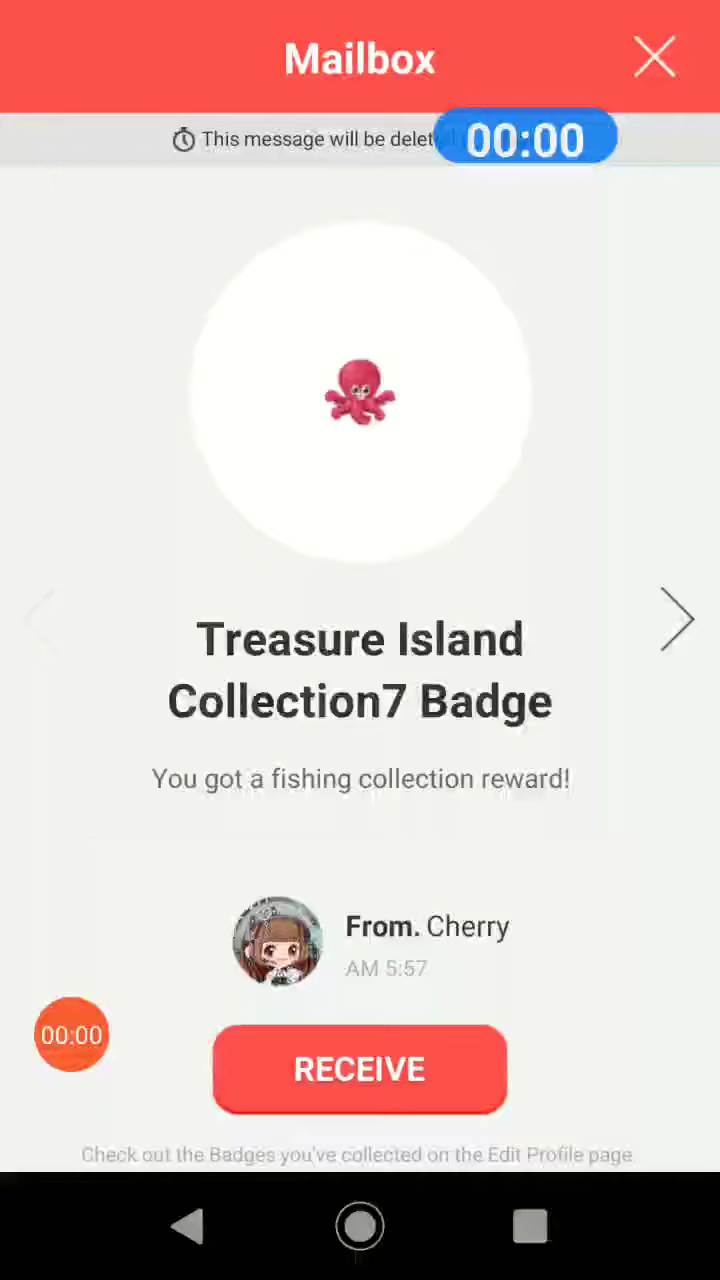 Mailbox
This message will be delet
00:00
Treasure Island
Collection7 Badge
You got a fishing collection reward!
From. Cherry
AM 5:57
00:00
RECEIVE
Check out the Badges you've collected on the Edit Profile page